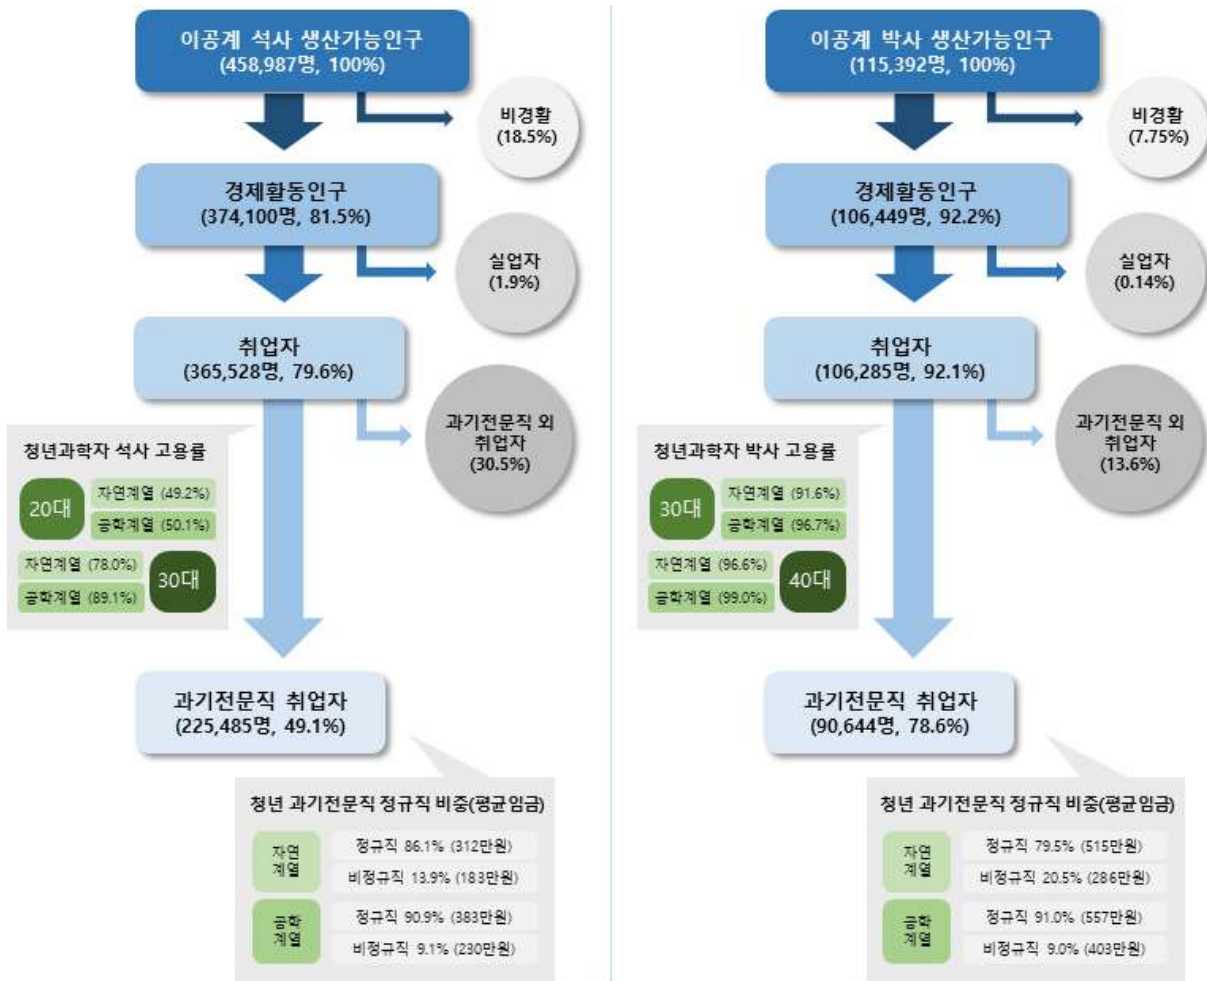 이공계 석사 생산가능인구
(458,987명, 100%)
비경활
(18.5%)
경제활동인구
(374,100명, 81.5%)
실업자
(1.9%)
취업자
(365,528명, 79.6%)
과기전문직 외
취업자
(30.5%)
청년과학자 석사 고용률
20대
자연계열 (49.2%)
공학계열 (50.1%)
자연계열 (78.0%)
공학계열 (89.1%)
30대
과기전문직 취업자
(225,485명, 49.1%)
청년 과기전문직 정규직 비중(평균임금)
자연
계열
정규직 86.1% (312만원)
비정규직 13.9% (183만원)
공학
계열
정규직 90.9% (383만원)
비정규직 9.1% (230만원)
이공계 박사 생산가능인구
(115,392명, 100%)
비경활
(7.75%)
경제활동인구
(106,449명, 92.2%)
실업자
(0.14%)
취업자
(106,285명, 92.1%)
과기전문직 외
취업자
(13.6%)
청년과학자 박사 고용률
30대
자연계열 (91.6%)
공학계열 (96.7%)
자연계열 (96.6%)
공학계열 (99.0%)
40대
과기전문직 취업자
(90,644명, 78.6%)
청년 과기전문직 정규직 비중(평균임금)
자연
계열
정규직 79.5% (515만원)
비정규직 20.5% (286만원)
공학
계열
정규직 91.0% (557만원)
비정규직 9.0% (403만원)